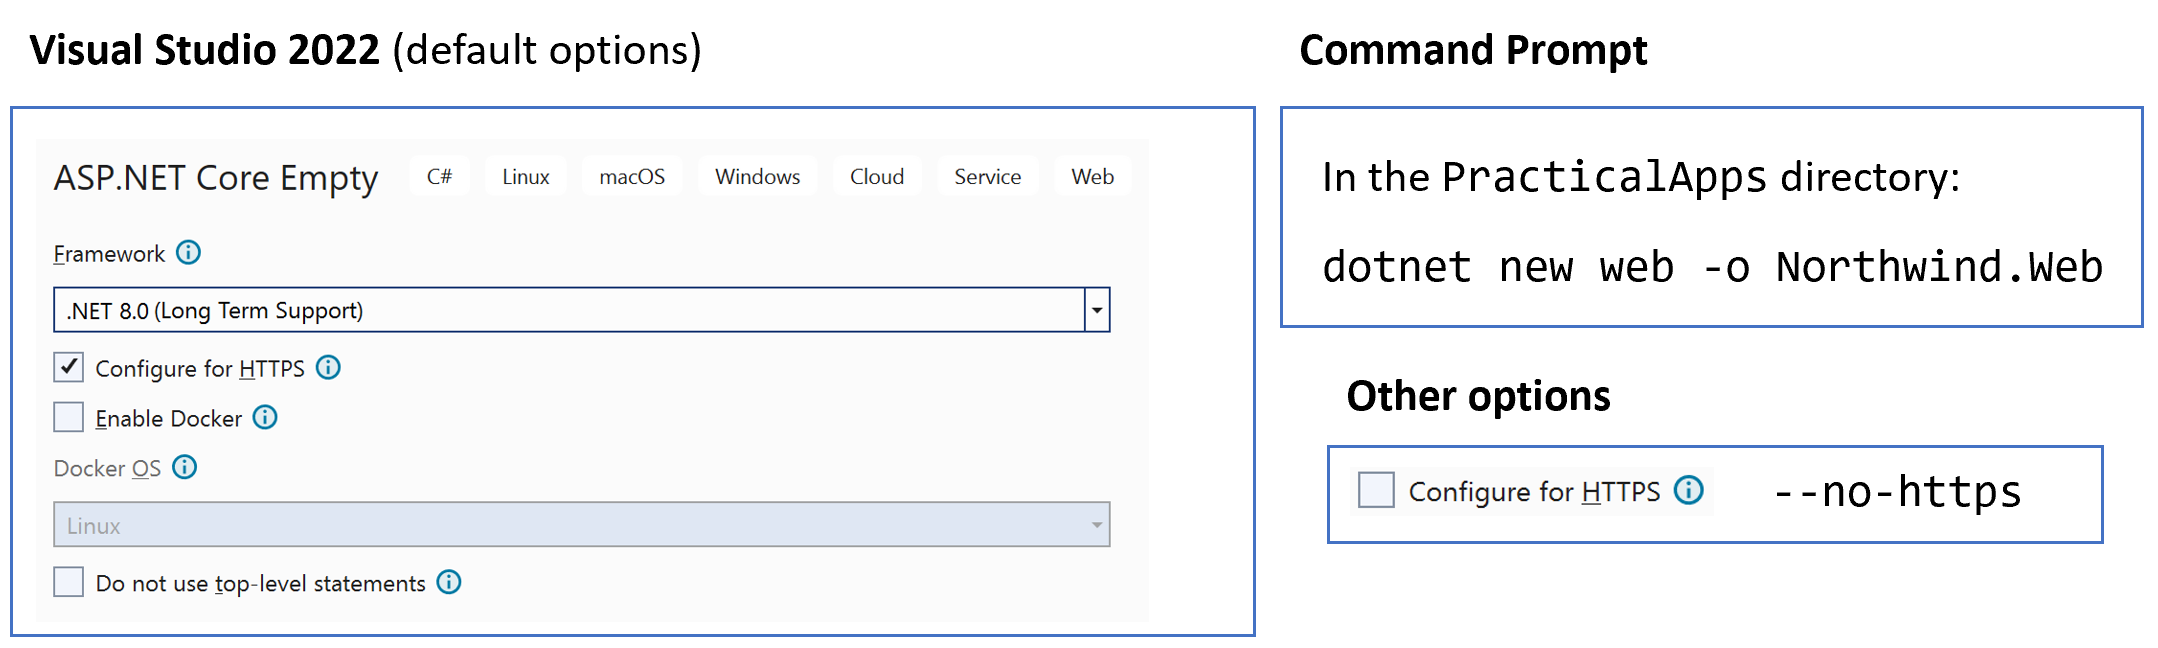 Visual Studio 2022 (default options)
ASP.NET Core Empty C# Linux macOS Windows Cloud Service Web
Framework
.NET 8.0 (Long Term Support)
Configure for HTTPS
Enable Docker
Docker OS
Linux
Do not use top-level statements
Command Prompt
In the PracticalApps directory:
dotnet new web -o Northwind.Web
Other options
Configure for HTTPS --no-https